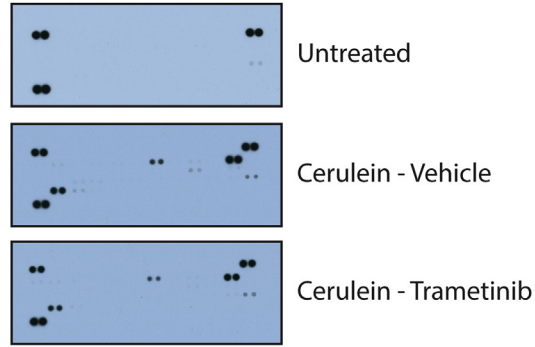 Untreated
Cerulein - Vehicle
Cerulein - Trametinib